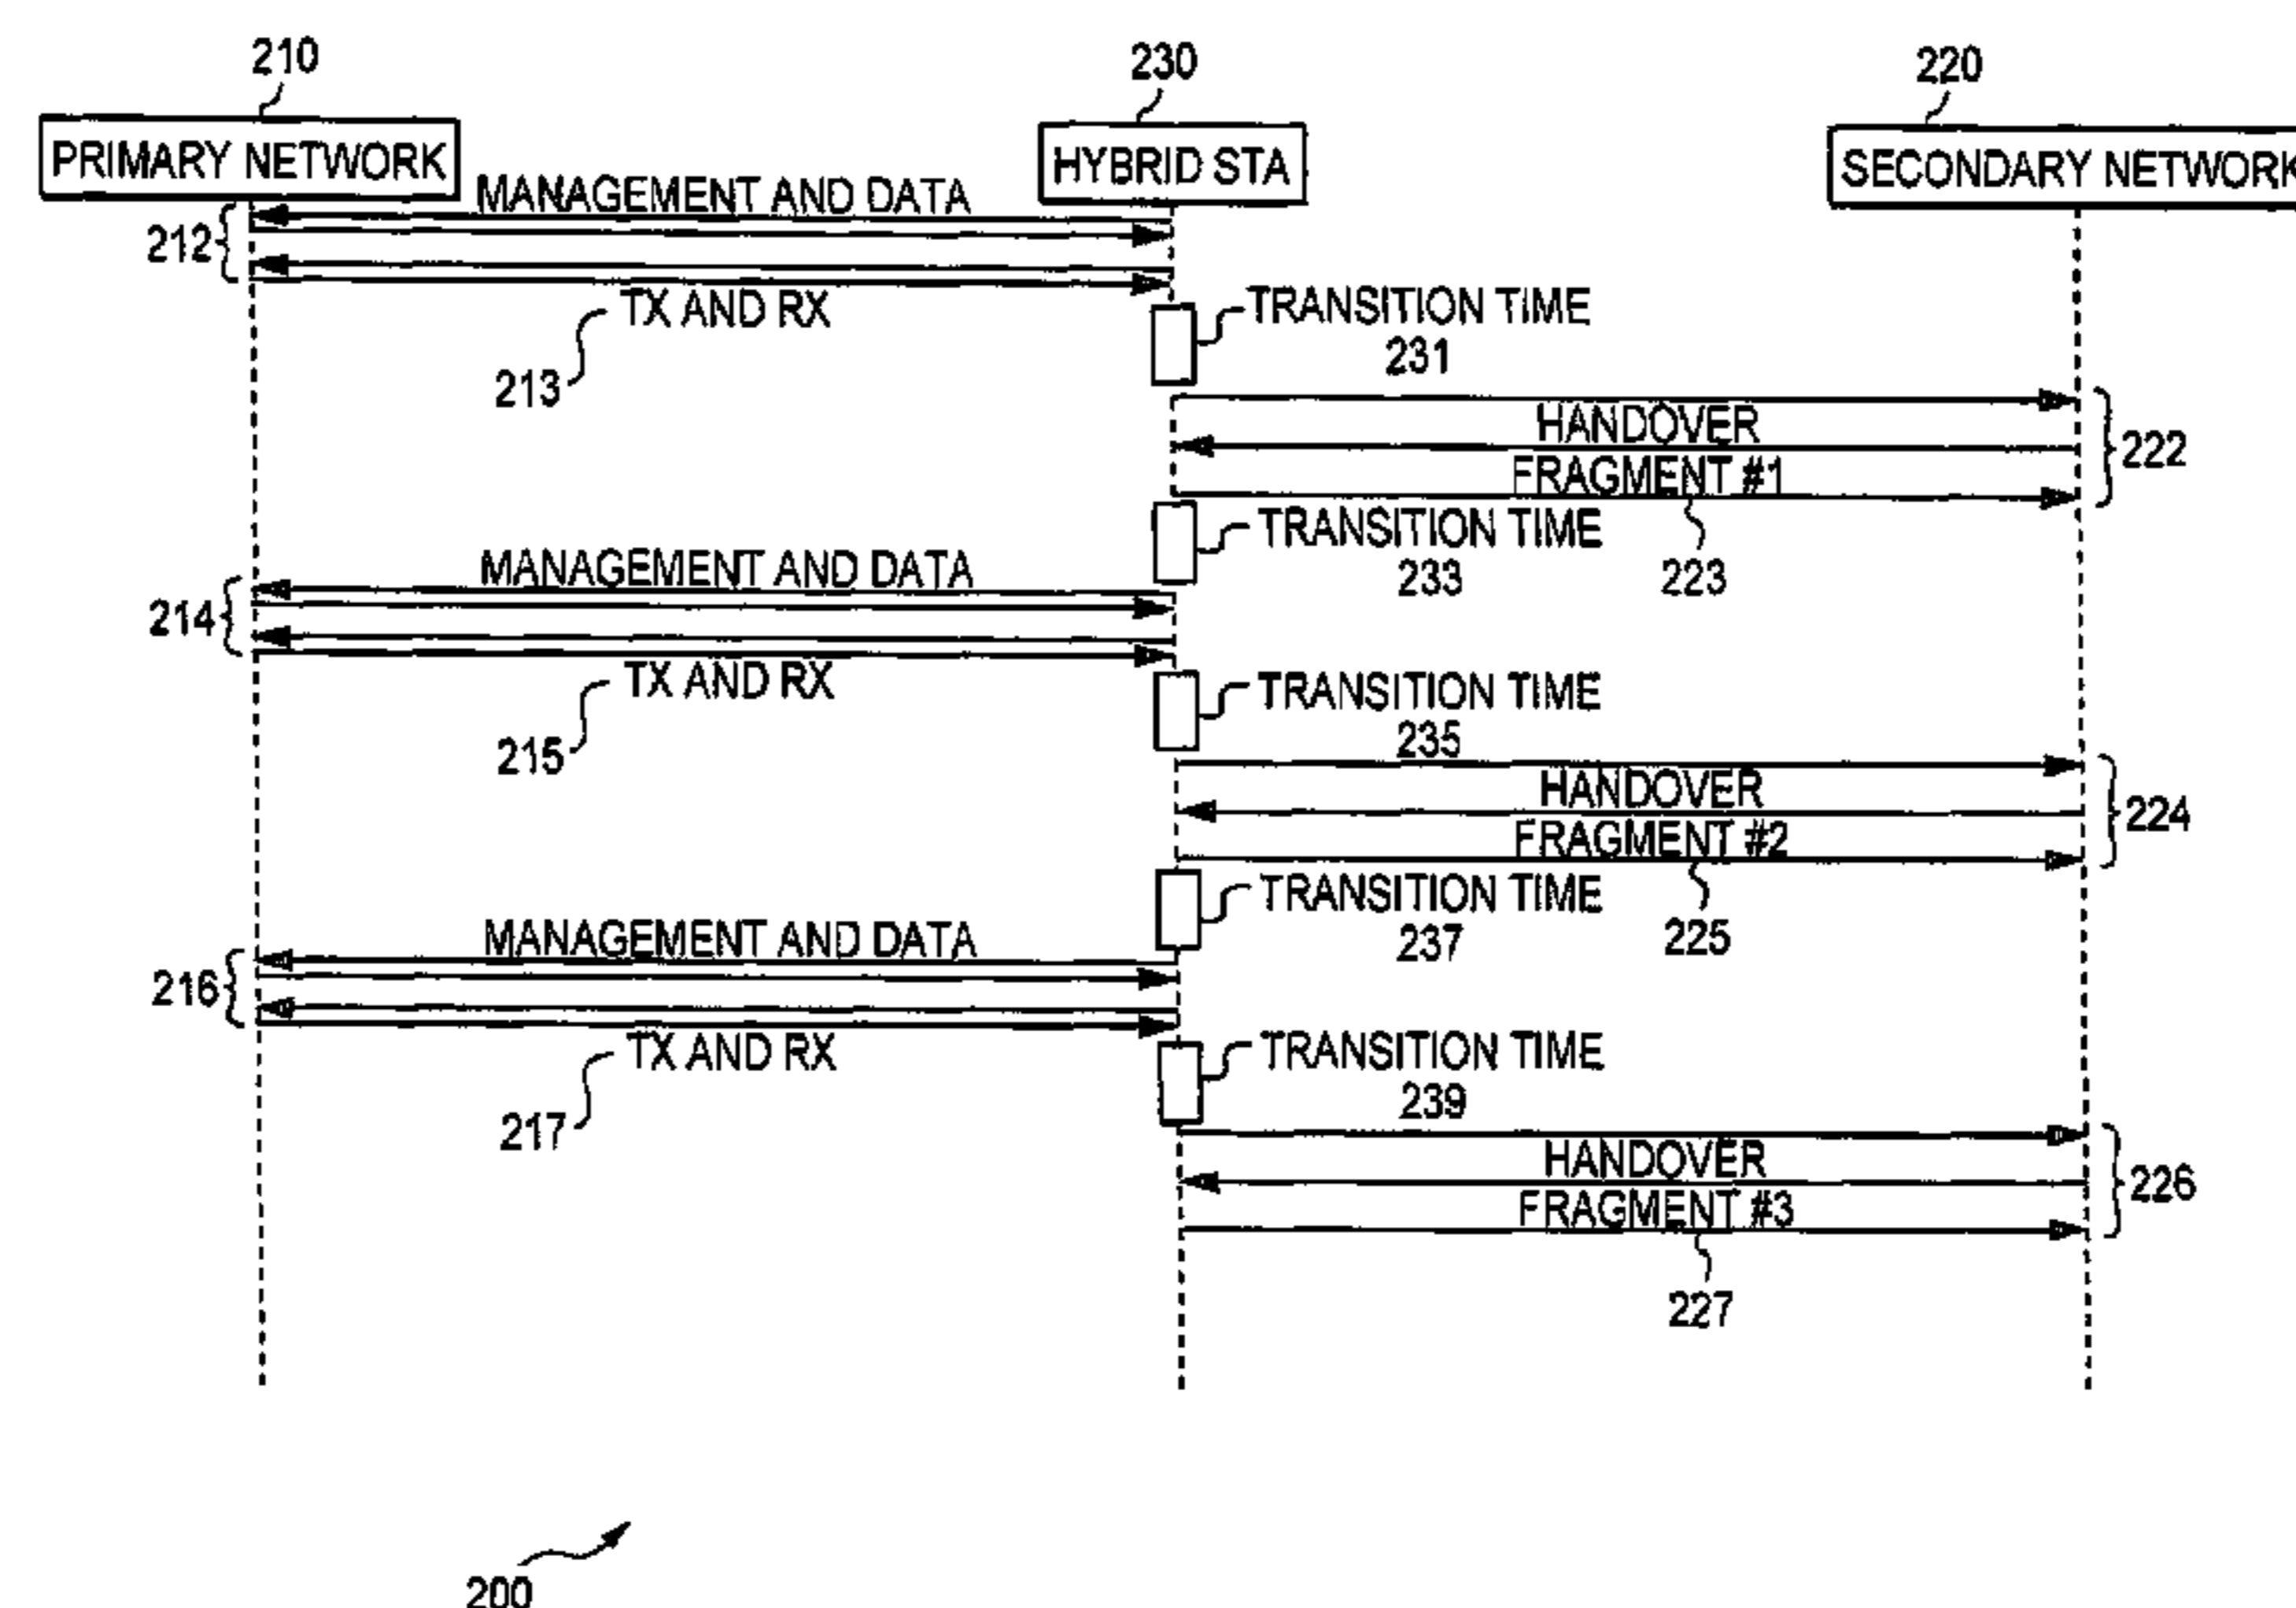 210
230
220
PRIMARY NETWORK
HYBRID STA
SECONDARY NETWORK
MANAGEMENT AND DATA
212
TX AND RX
213
TRANSITION TIME
231
HANDOVER
FRAGMENT #1
222
223
TRANSITION TIME
233
MANAGEMENT AND DATA
214
TX AND RX
215
TRANSITION TIME
235
HANDOVER
FRAGMENT #2
224
225
TRANSITION TIME
237
MANAGEMENT AND DATA
216
TX AND RX
217
TRANSITION TIME
239
HANDOVER
FRAGMENT #3
226
227
200